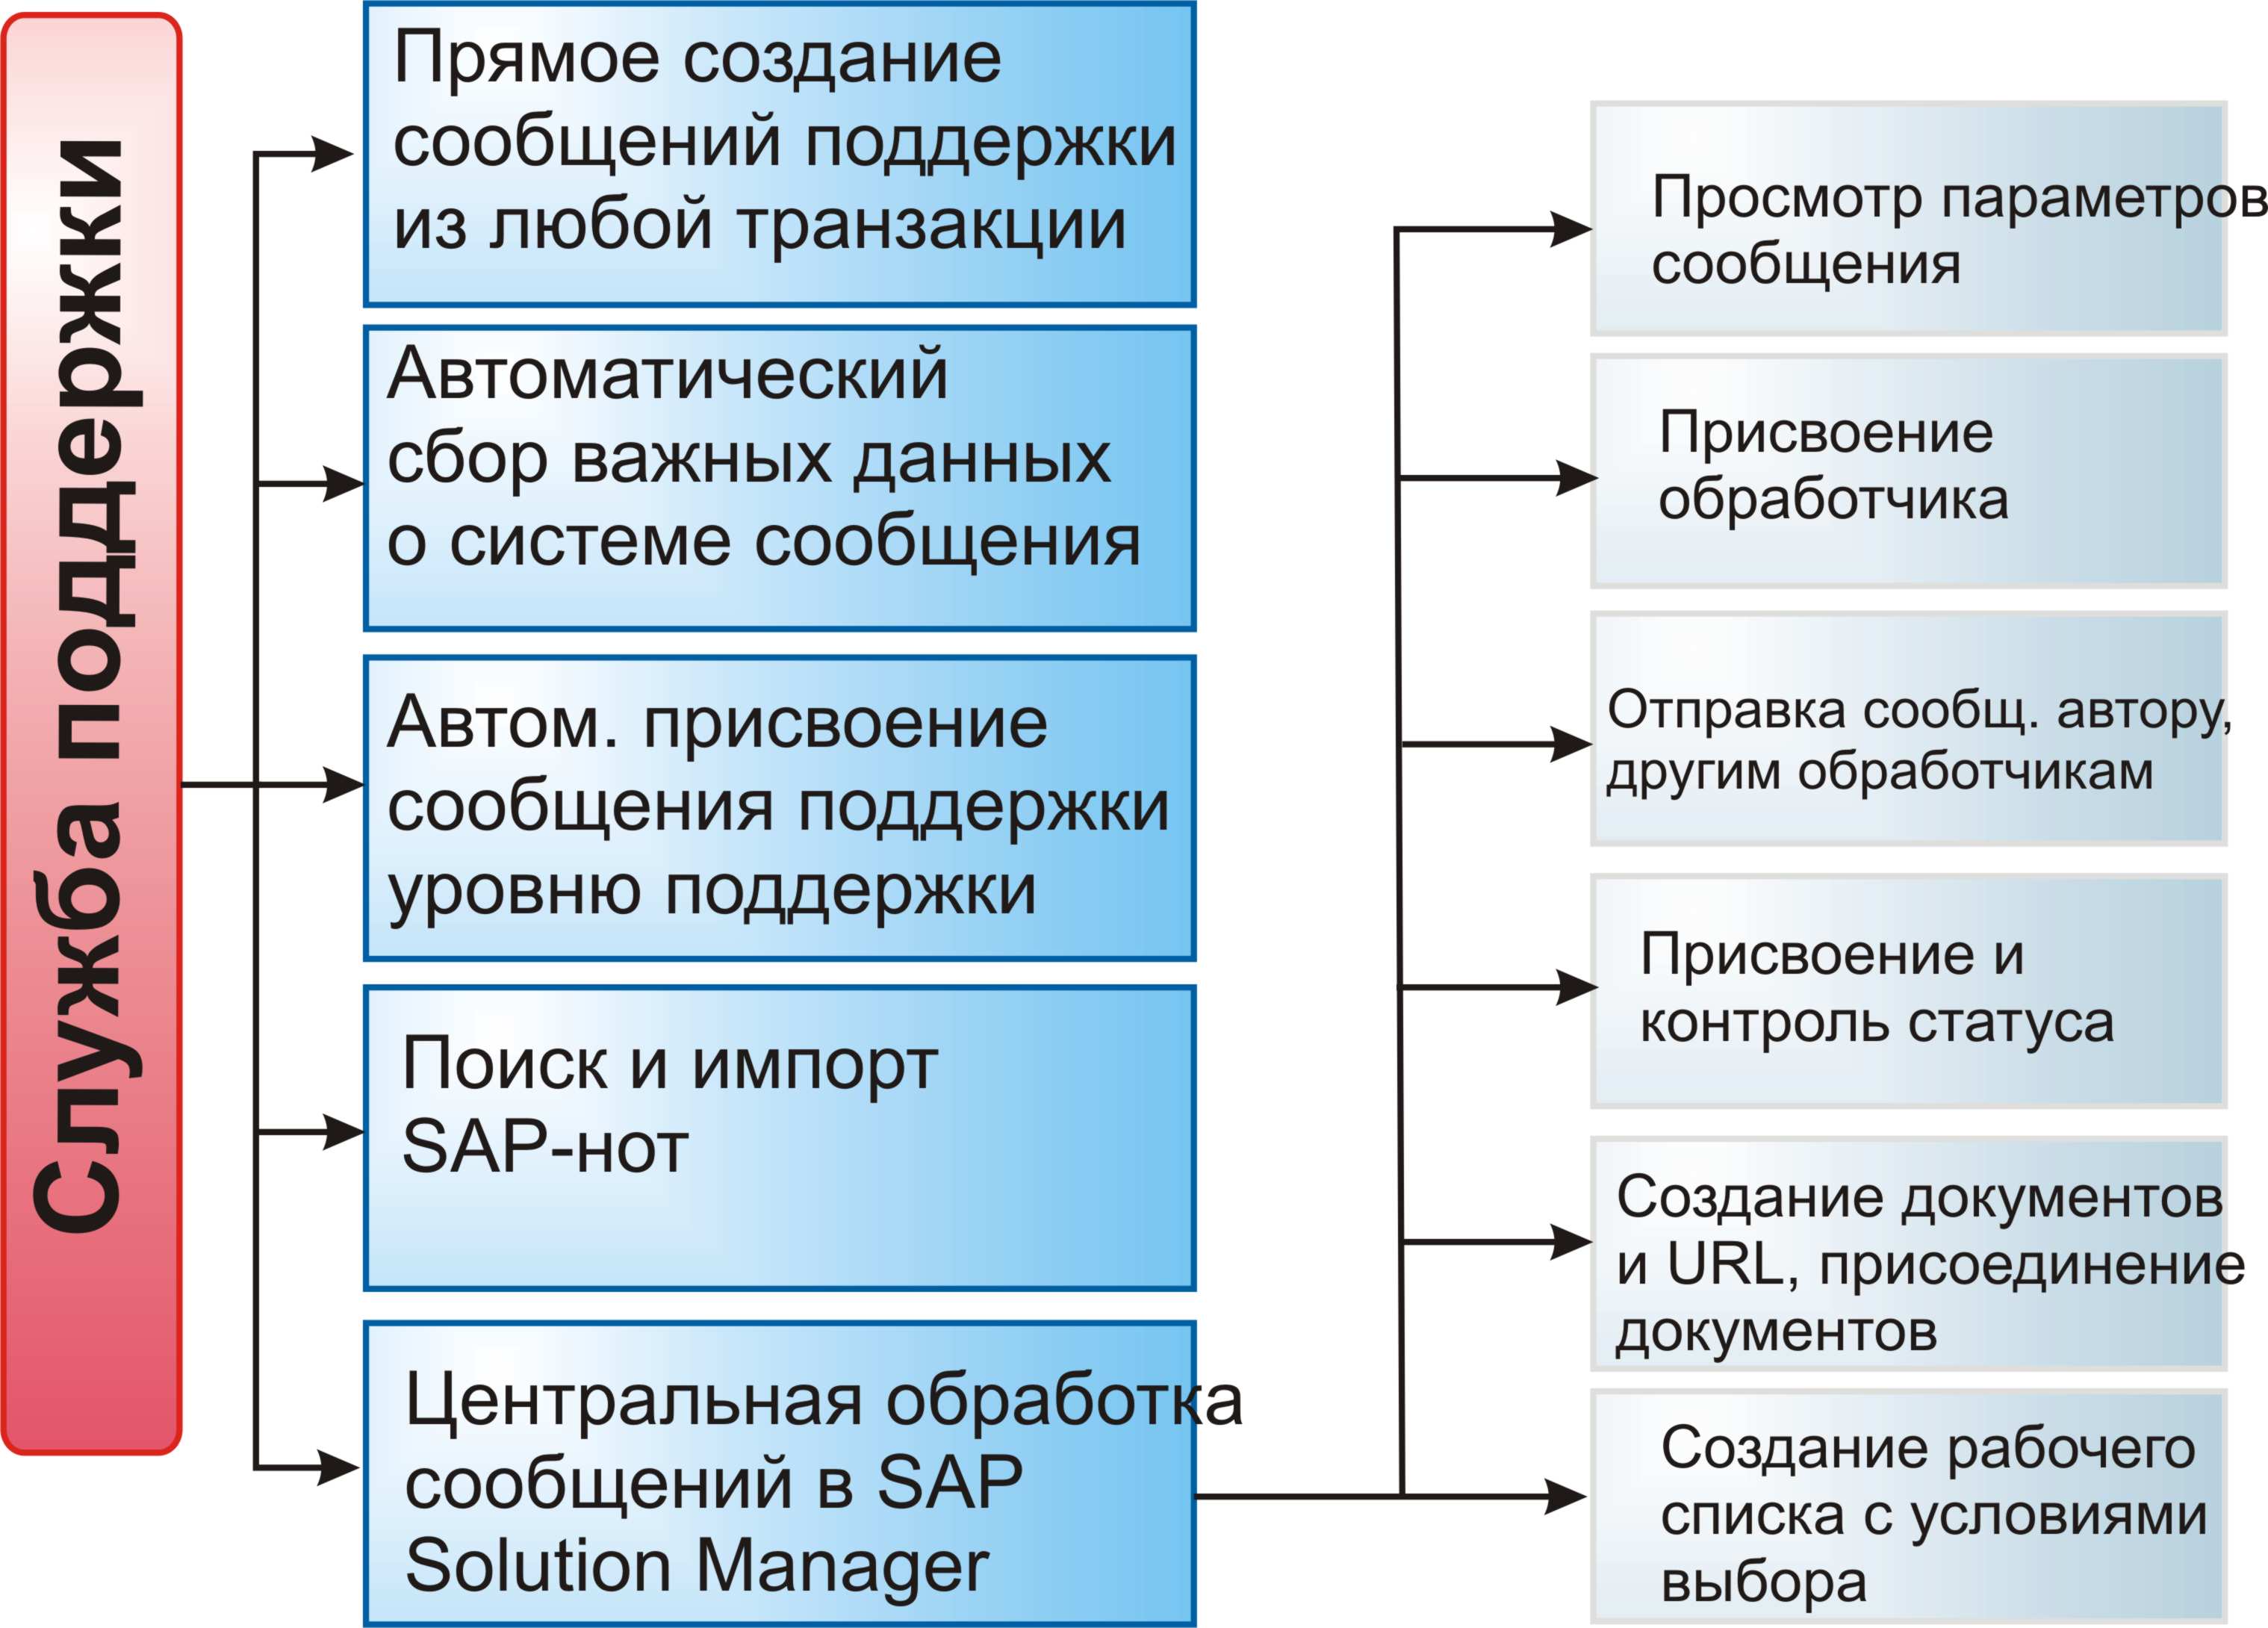 Служба поддержки
Прямое создание
сообщений поддержки
из любой транзакции
Автоматический
сбор важных данных
о системе сообщения
Автом. присвоение
сообщения поддержки
уровню поддержки
Поиск и импорт
SAP-нот
Центральная обработка
сообщений в SAP
Solution Manager
Просмотр параметров
сообщения
Присвоение
обработчика
Отправка сообщ. автору,
другим обработчикам
Присвоение и
контроль статуса
Создание документов
и URL, присоединение
документов
Создание рабочего
списка с условиями
выбора